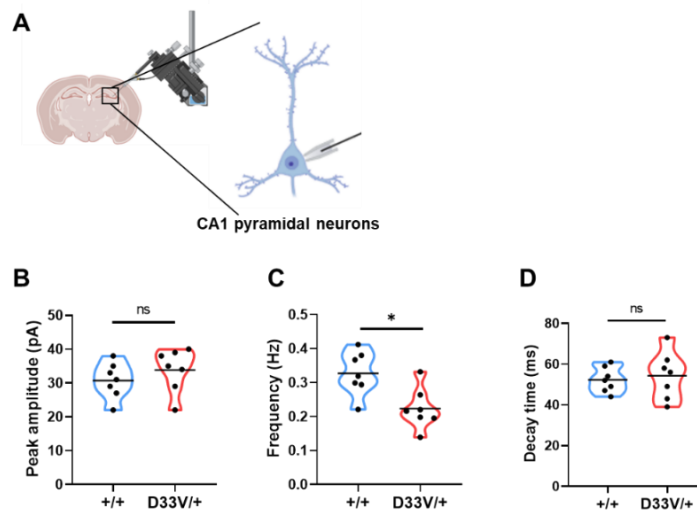 A
CA1 pyramidal neurons
B
Peak amplitude (pA)
50
40
30
20
10
0
ns
+/+
D33V/+
C
Frequency (Hz)
0.5
0.4
0.3
0.2
0.1
0.0
*
+/+
D33V/+
D
Decay time (ms)
100
80
60
40
20
0
ns
+/+
D33V/+